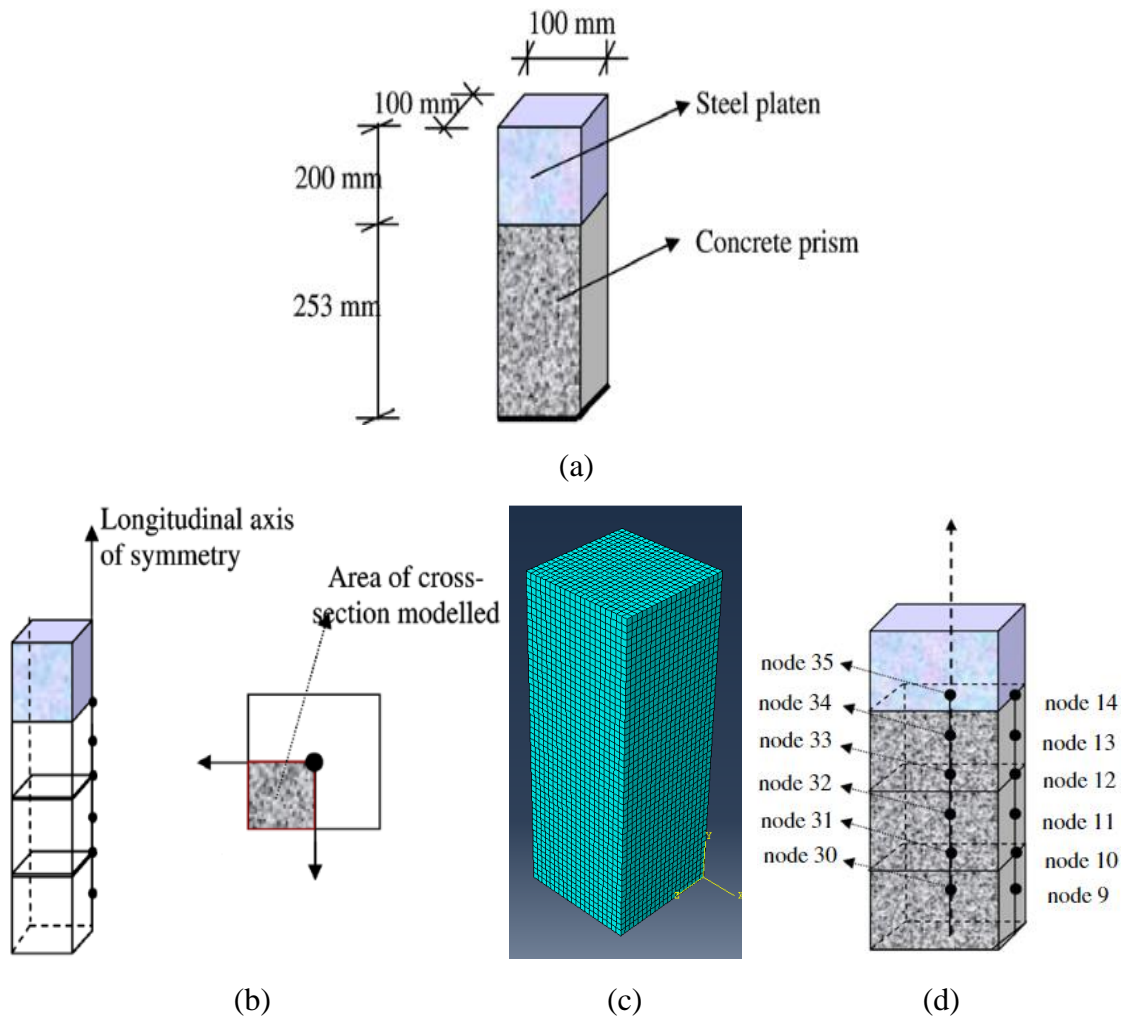 100 mm
100 mm
Steel platen
200 mm
Concrete prism
253 mm
(a)
Longitudinal axis
of symmetry
Area of cross-
section modelled
Y
Z
X
node 35
node 34
node 33
node 32
node 31
node 30
node 14
node 13
node 12
node 11
node 10
node 9
(b)
(c)
(d)